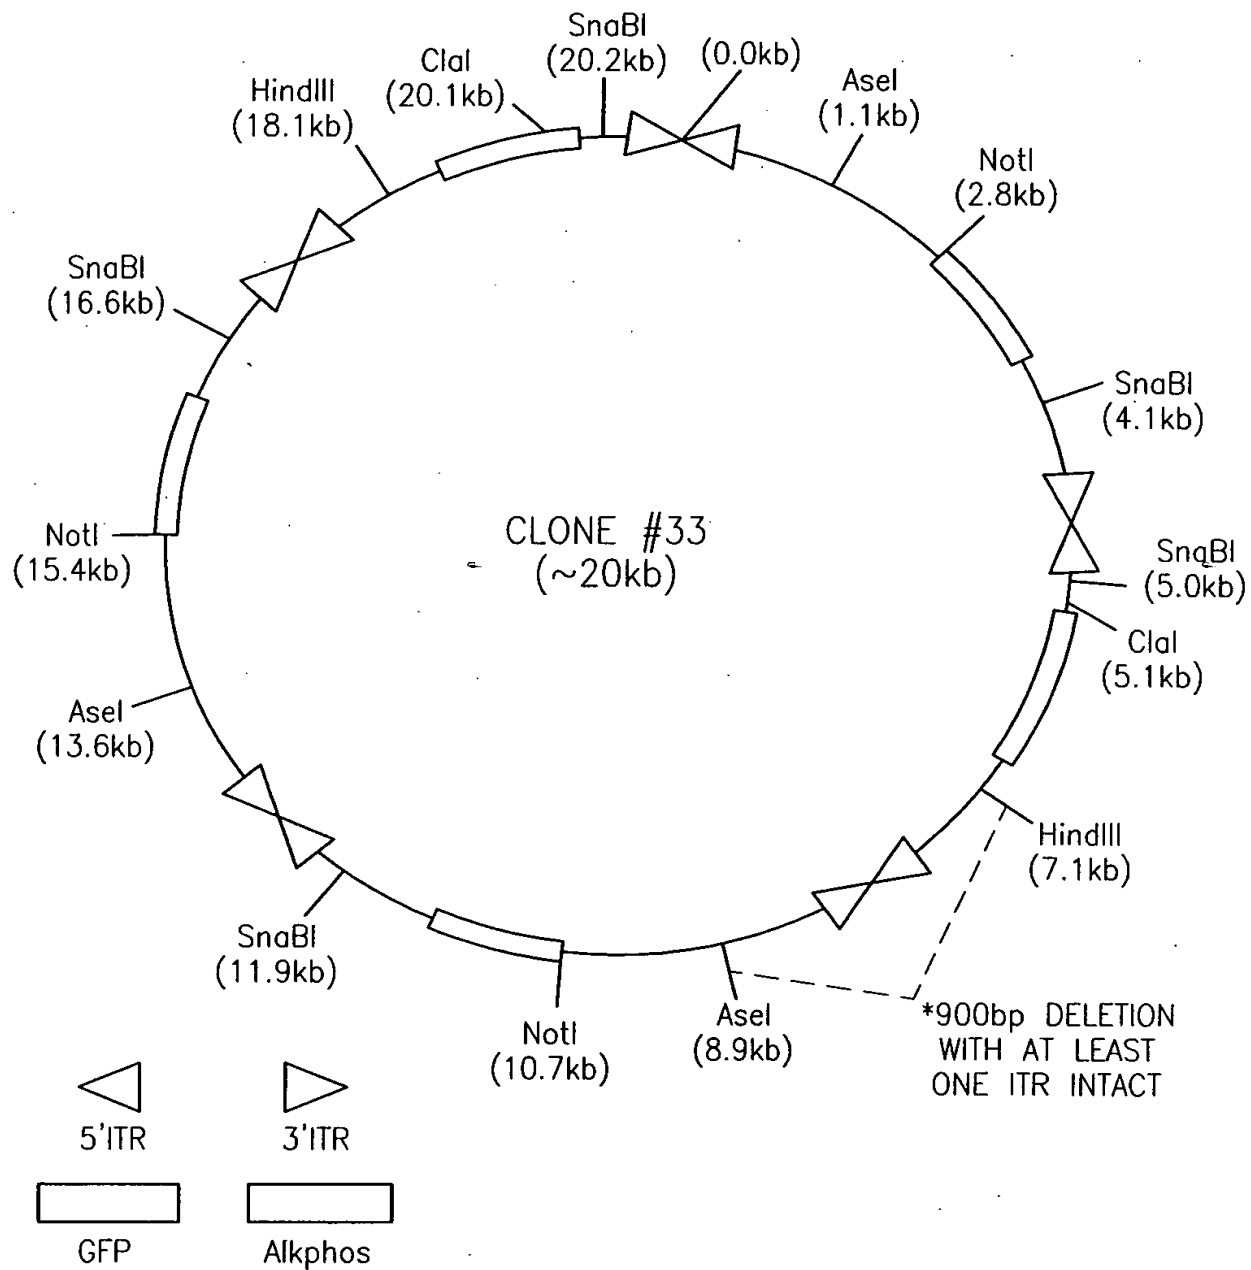 SnaBI
(20.2kb)
(0.0kb)
AseI
(1.1kb)
NotI
(2.8kb)
SnaBI
(4.1kb)
SnaBI
(5.0kb)
ClaI
(5.1kb)
HindIII
(7.1kb)
*900bp DELETION
WITH AT LEAST
ONE ITR INTACT
AseI
(8.9kb)
NotI
(10.7kb)
SnaBI
(11.9kb)
AseI
(13.6kb)
NotI
(15.4kb)
SnaBI
(16.6kb)
HindIII
(18.1kb)
ClaI
(20.1kb)
CLONE #33
(~20kb)
5'ITR
3'ITR
GFP
Alkphos